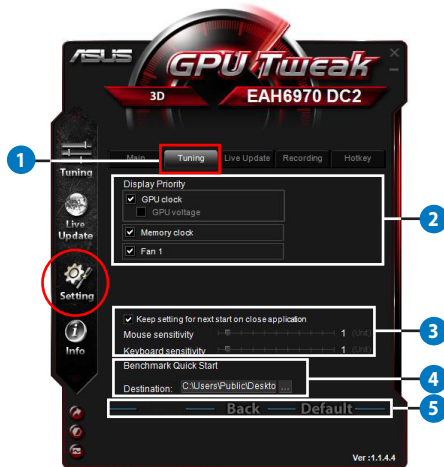 ASUS
GPU Tweak
3D
EAH6970 DC2
1
Main
Tuning
Live Update
Recording
Hotkey
Tuning
Live
Update
Setting
Info
Display Priority
GPU clock
GPU voltage
Memory clock
Fan 1
2
Keep setting for next start on close application
Mouse sensitivity
1 (Unit)
Keyboard sensitivity
1 (Unit)
3
Benchmark Quick Start
Destination: C:\Users\Public\Deskto ...
4
Back
Default
5
Ver :1.1.4.4